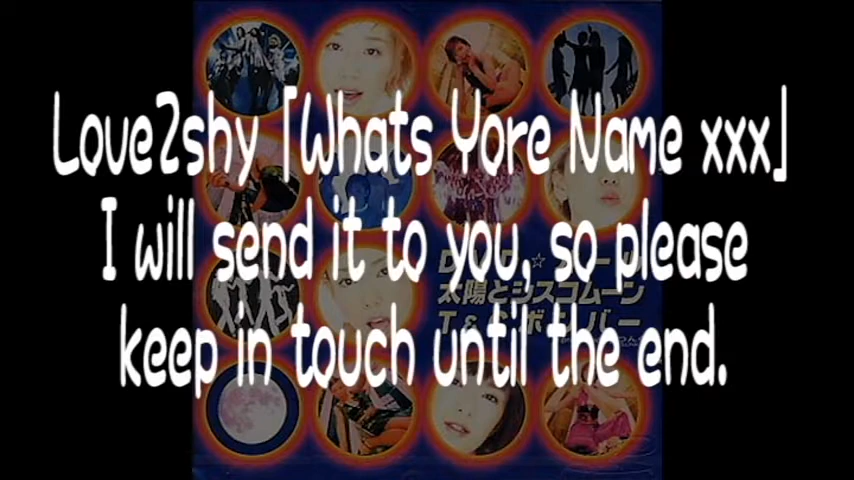 Love2shy「Whats Yore Name xxx」
I will send it to you, so please
keep in touch until the end.
太陽とシスコムーン